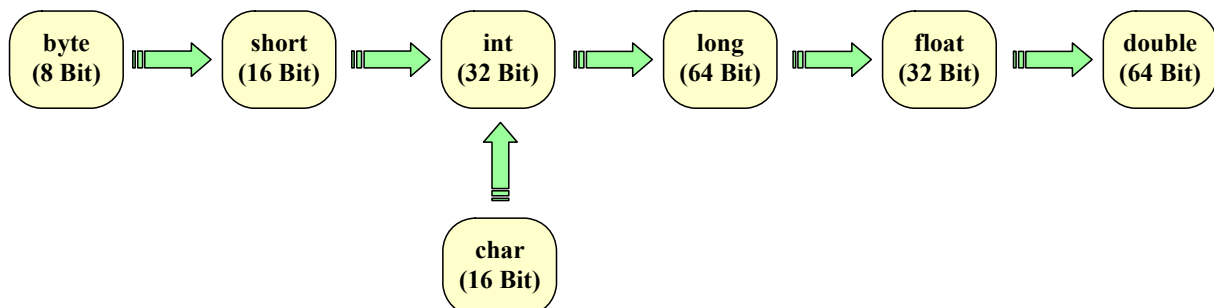 byte
(8 Bit)
short
(16 Bit)
int
(32 Bit)
long
(64 Bit)
float
(32 Bit)
double
(64 Bit)
char
(16 Bit)